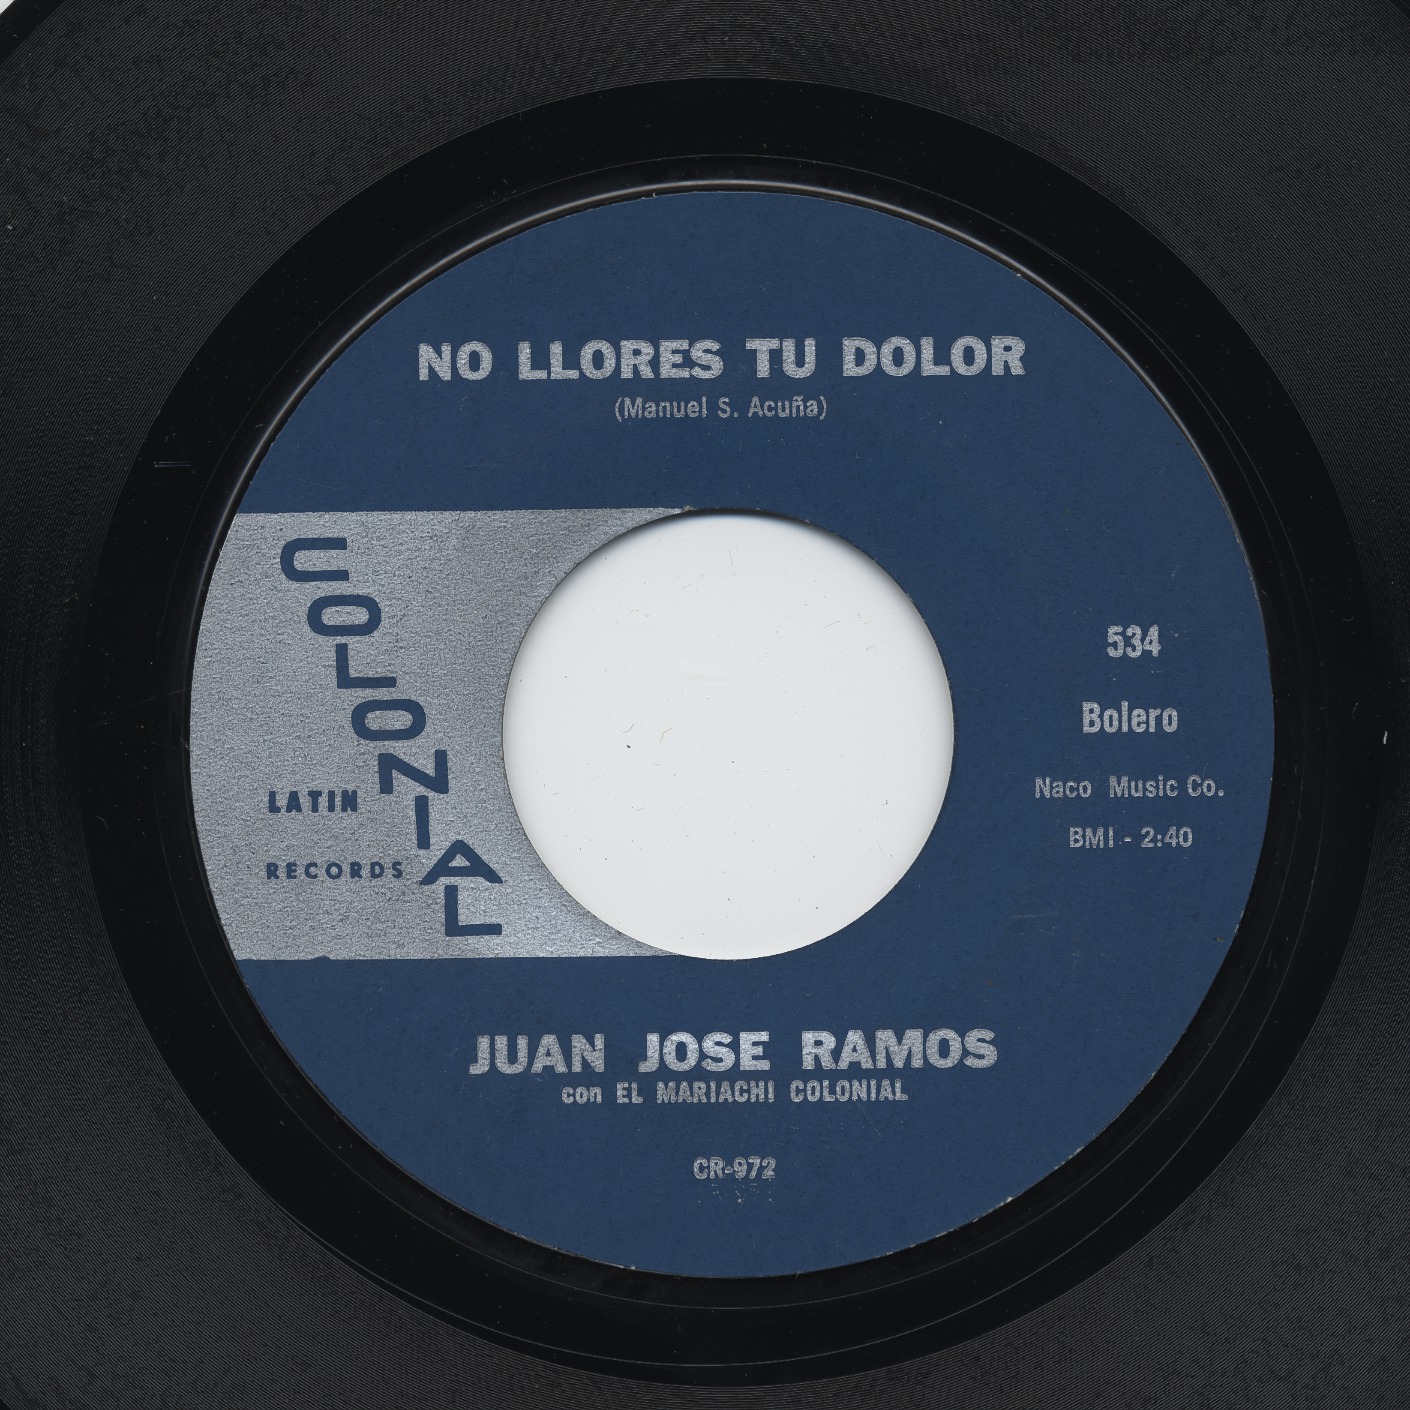 NO LLORES TU DOLOR
(Manuel S. Acuña)
COLONIAL
LATIN
RECORDS
534
Bolero
Naco Music Co.
BMI - 2:40
JUAN JOSE RAMOS
con EL MARIACHI COLONIAL
CR-972